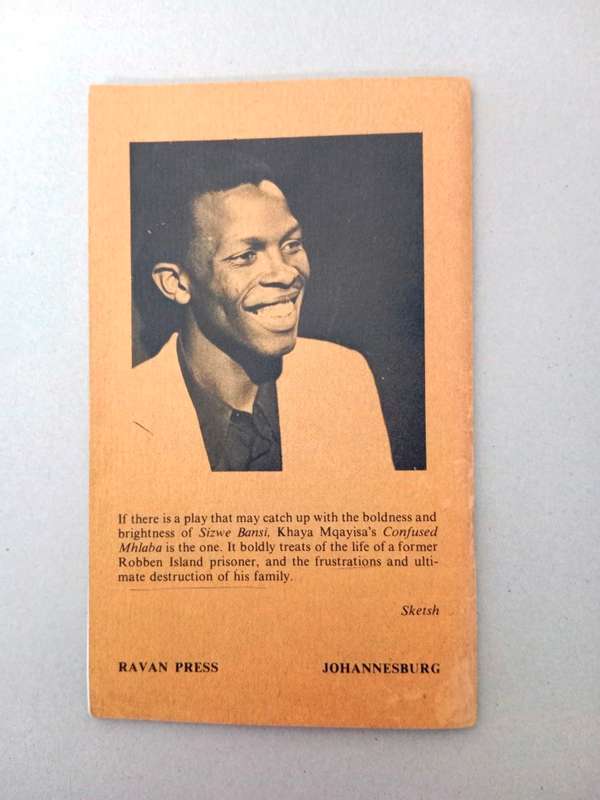 If there is a play that may catch up with the boldness and
brightness of Sizwe Bansi, Khaya Mqayisa's Confused
Mhlaba is the one. It boldly treats of the life of a former
Robben Island prisoner, and the frustrations and ulti-
mate destruction of his family.
Sketsh
RAVAN PRESS JOHANNESBURG